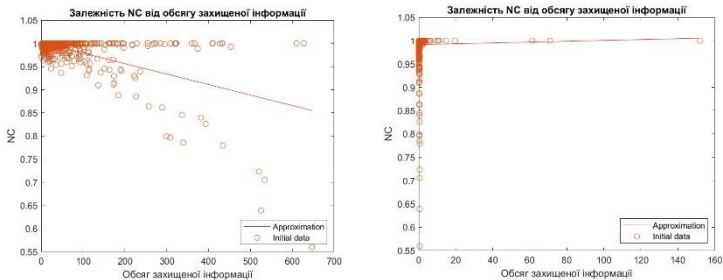 Залежність NC від обсягу захищеної інформації
1.05
1
0.95
0.9
0.85
0.8
0.75
0.7
0.65
0.6
0.55
NC
0 100 200 300 400 500 600 700
Обсяг захищеної інформації
Approximation
Initial data
Залежність NC від обсягу захищеної інформації
1.05
1
0.95
0.9
0.85
0.8
0.75
0.7
0.65
0.6
0.55
NC
0 20 40 60 80 100 120 140 160
Обсяг захищеної інформації
Approximation
Initial data